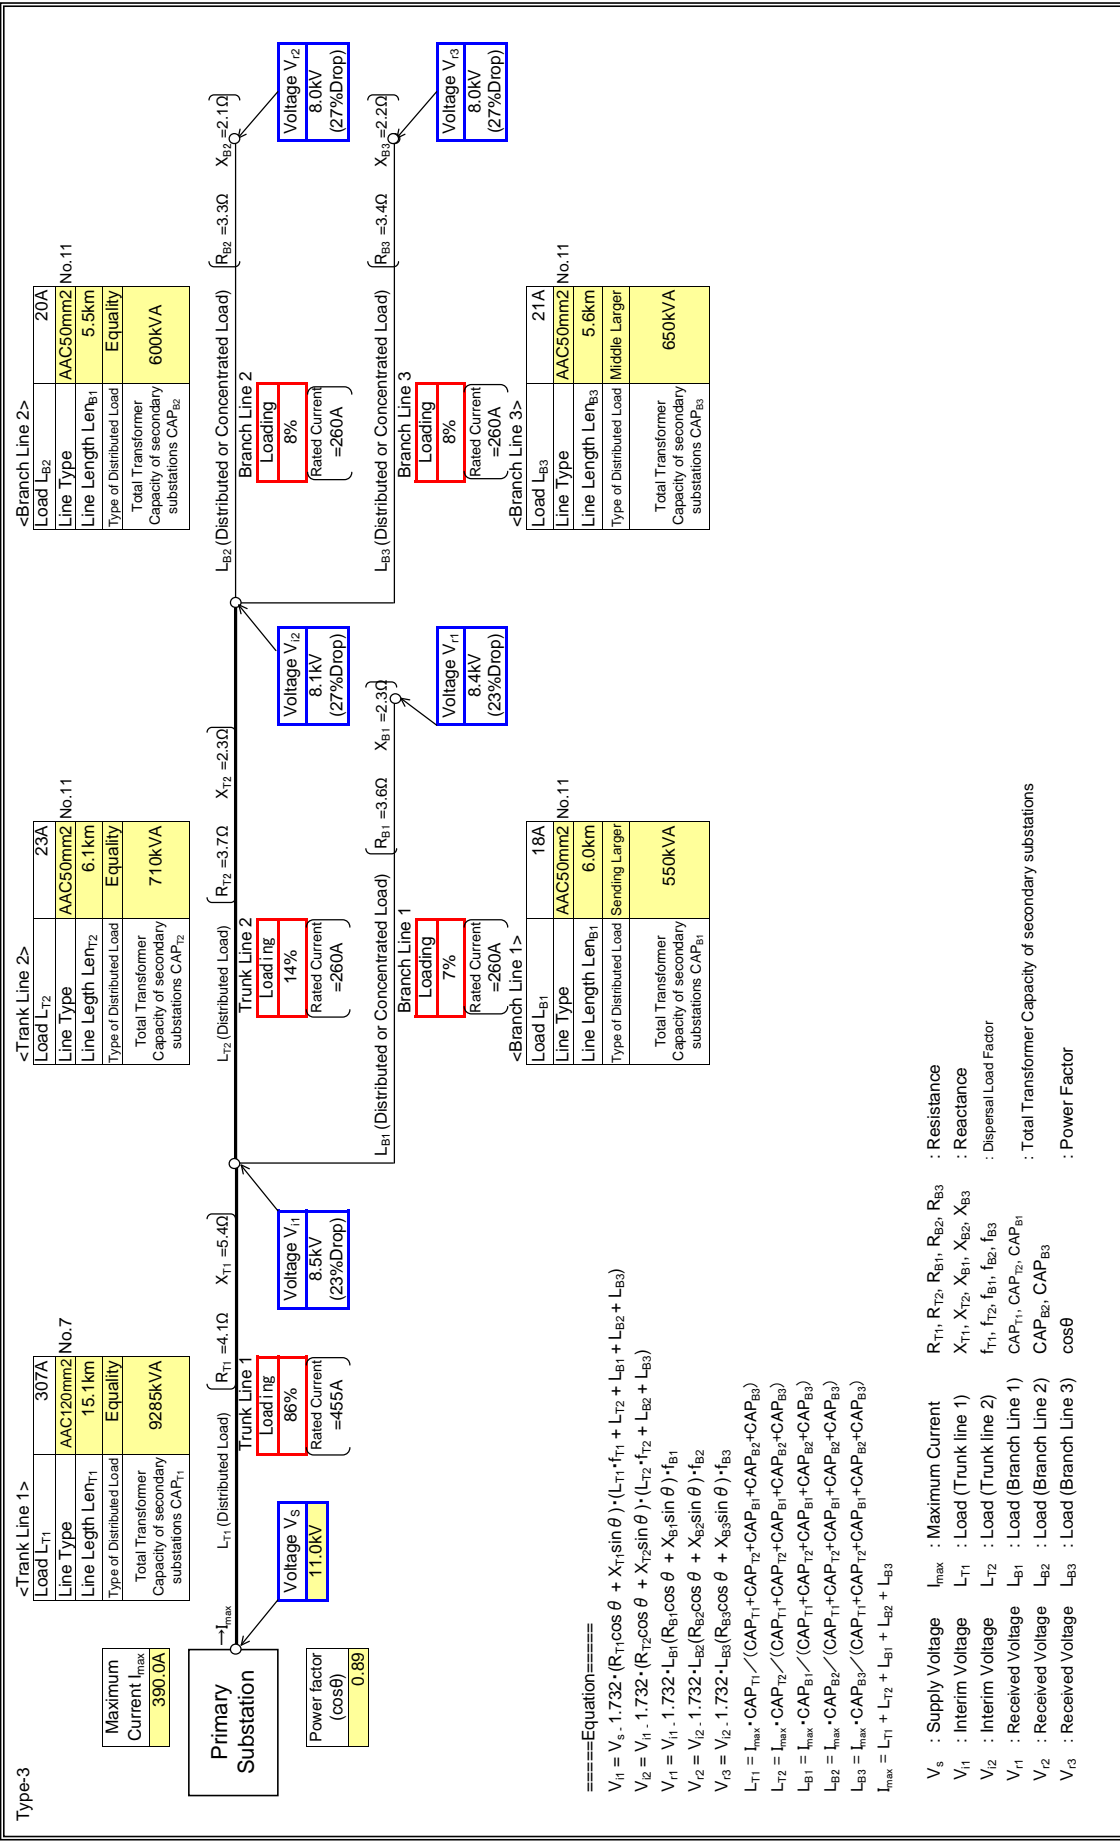 Type-3
Maximum
Current Imax
390.0A
Power factor
(cosθ)
0.89
Primary
Substation
→Imax
Voltage Vs
11.0kV
<Trank Line 1>
Load LT1 307A
Line Type AAC120mm2 No.7
Line Legth LenT1 15.1km
Type of Distributed Load Equality
Total Transformer
Capacity of secondary
substations CAPT1
9285kVA
LT1 (Distributed Load) RT1 =4.1Ω XT1 =5.4Ω
Trunk Line 1
Loading
86%
Rated Current
=455A
Voltage Vi1
8.5kV
(23%Drop)
<Trank Line 2>
Load LT2 23A
Line Type AAC50mm2 No.11
Line Legth LenT2 6.1km
Type of Distributed Load Equality
Total Transformer
Capacity of secondary
substations CAPT2
710kVA
LT2 (Distributed Load) RT2 =3.7Ω XT2 =2.3Ω
Trunk Line 2
Loading
14%
Rated Current
=260A
Voltage Vi2
8.1kV
(27%Drop)
LB1 (Distributed or Concentrated Load) RB1 =3.6Ω XB1 =2.3Ω
Branch Line 1
Loading
7%
Rated Current
=260A
Voltage Vr1
8.4kV
(23%Drop)
<Branch Line 1>
Load LB1 18A
Line Type AAC50mm2 No.11
Line Length LenB1 6.0km
Type of Distributed Load Sending Larger
Total Transformer
Capacity of secondary
substations CAPB1
550kVA
<Branch Line 2>
Load LB2 20A
Line Type AAC50mm2 No.11
Line Length LenB1 5.5km
Type of Distributed Load Equality
Total Transformer
Capacity of secondary
substations CAPB2
600kVA
LB2 (Distributed or Concentrated Load) RB2 =3.3Ω XB2 =2.1Ω
Branch Line 2
Loading
8%
Rated Current
=260A
Voltage Vr2
8.0kV
(27%Drop)
LB3 (Distributed or Concentrated Load) RB3 =3.4Ω XB3 =2.2Ω
Branch Line 3
Loading
8%
Rated Current
=260A
Voltage Vr3
8.0kV
(27%Drop)
<Branch Line 3>
Load LB3 21A
Line Type AAC50mm2 No.11
Line Length LenB3 5.6km
Type of Distributed Load Middle Larger
Total Transformer
Capacity of secondary
substations CAPB3
650kVA
=====Equation=====
Vi1 = Vs - 1.732・(RT1cos θ + XT1sin θ)・(LT1・fT1 + LT2 + LB1 + LB2 + LB3)
Vi2 = Vi1 - 1.732・(RT2cos θ + XT2sin θ)・(LT2・fT2 + LB2 + LB3)
Vr1 = Vi1 - 1.732・LB1(RB1cos θ + XB1sin θ)・fB1
Vr2 = Vi2 - 1.732・LB2(RB2cos θ + XB2sin θ)・fB2
Vr3 = Vi2 - 1.732・LB3(RB3cos θ + XB3sin θ)・fB3
LT1 = Imax・CAPT1／(CAPT1+CAPT2+CAPB1+CAPB2+CAPB3)
LT2 = Imax・CAPT2／(CAPT1+CAPT2+CAPB1+CAPB2+CAPB3)
LB1 = Imax・CAPB1／(CAPT1+CAPT2+CAPB1+CAPB2+CAPB3)
LB2 = Imax・CAPB2／(CAPT1+CAPT2+CAPB1+CAPB2+CAPB3)
LB3 = Imax・CAPB3／(CAPT1+CAPT2+CAPB1+CAPB2+CAPB3)
Imax = LT1 + LT2 + LB1 + LB2 + LB3
Vs : Supply Voltage Imax : Maximum Current RT1, RT2, RB1, RB2, RB3 : Resistance
Vi1 : Interim Voltage LT1 : Load (Trunk line 1) XT1, XT2, XB1, XB2, XB3 : Reactance
Vi2 : Interim Voltage LT2 : Load (Trunk line 2) fT1, fT2, fB1, fB2, fB3 : Dispersal Load Factor
Vr1 : Received Voltage LB1 : Load (Branch Line 1) CAPT1, CAPT2, CAPB1
Vr2 : Received Voltage LB2 : Load (Branch Line 2) CAPB2, CAPB3 : Total Transformer Capacity of secondary substations
Vr3 : Received Voltage LB3 : Load (Branch Line 3) cosθ : Power Factor